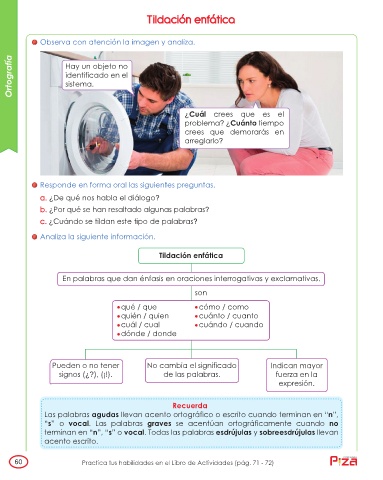 Tildación enfática
Ortografía
Observa con atención la imagen y analiza.
Hay un objeto no
identificado en el
sistema.
¿Cuál crees que es el
problema? ¿Cuánto tiempo
crees que demorarás en
arreglarlo?
Responde en forma oral las siguientes preguntas.
a. ¿De qué nos habla el diálogo?
b. ¿Por qué se han resaltado algunas palabras?
c. ¿Cuándo se tildan este tipo de palabras?
Analiza la siguiente información.
Tildación enfática
En palabras que dan énfasis en oraciones interrogativas y exclamativas.
son
• qué / que • cómo / como
• quién / quien • cuánto / cuanto
• cuál / cual • cuándo / cuando
• dónde / donde
Pueden o no tener
signos (¿?), (¡!).
No cambia el significado
de las palabras.
Indican mayor
fuerza en la
expresión.
Recuerda
Las palabras agudas llevan acento ortográfico o escrito cuando terminan en “n”,
“s” o vocal. Las palabras graves se acentúan ortográficamente cuando no
terminan en “n”, “s” o vocal. Todas las palabras esdrújulas y sobreesdrújulas llevan
acento escrito.
60
Practica tus habilidades en el Libro de Actividades (pág. 71 - 72)